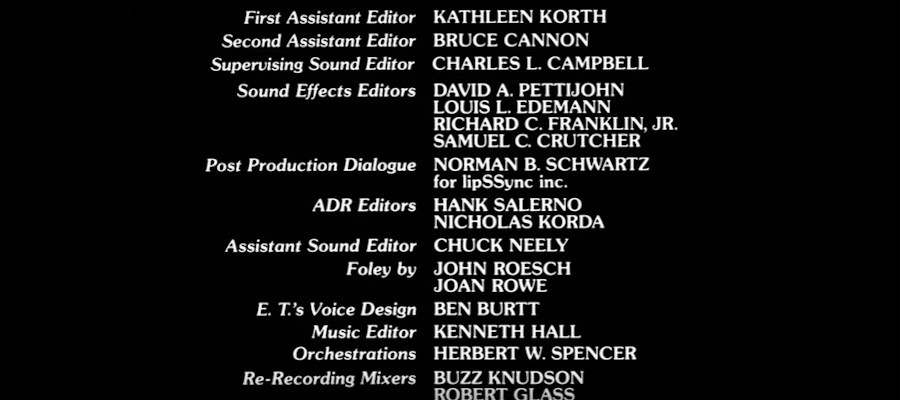 First Assistant Editor KATHLEEN KORTH
Second Assistant Editor BRUCE CANNON
Supervising Sound Editor CHARLES L. CAMPBELL
Sound Effects Editors DAVID A. PETTIJOHN
LOUIS L. EDEMANN
RICHARD C. FRANKLIN, JR.
SAMUEL C. CRUTCHER
Post Production Dialogue NORMAN B. SCHWARTZ
for lipSSync inc.
ADR Editors HANK SALERNO
NICHOLAS KORDA
Assistant Sound Editor CHUCK NEELY
Foley by JOHN ROESCH
JOAN ROWE
E. T.'s Voice Design BEN BURTT
Music Editor KENNETH HALL
Orchestrations HERBERT W. SPENCER
Re-Recording Mixers BUZZ KNUDSON
ROBERT GLASS